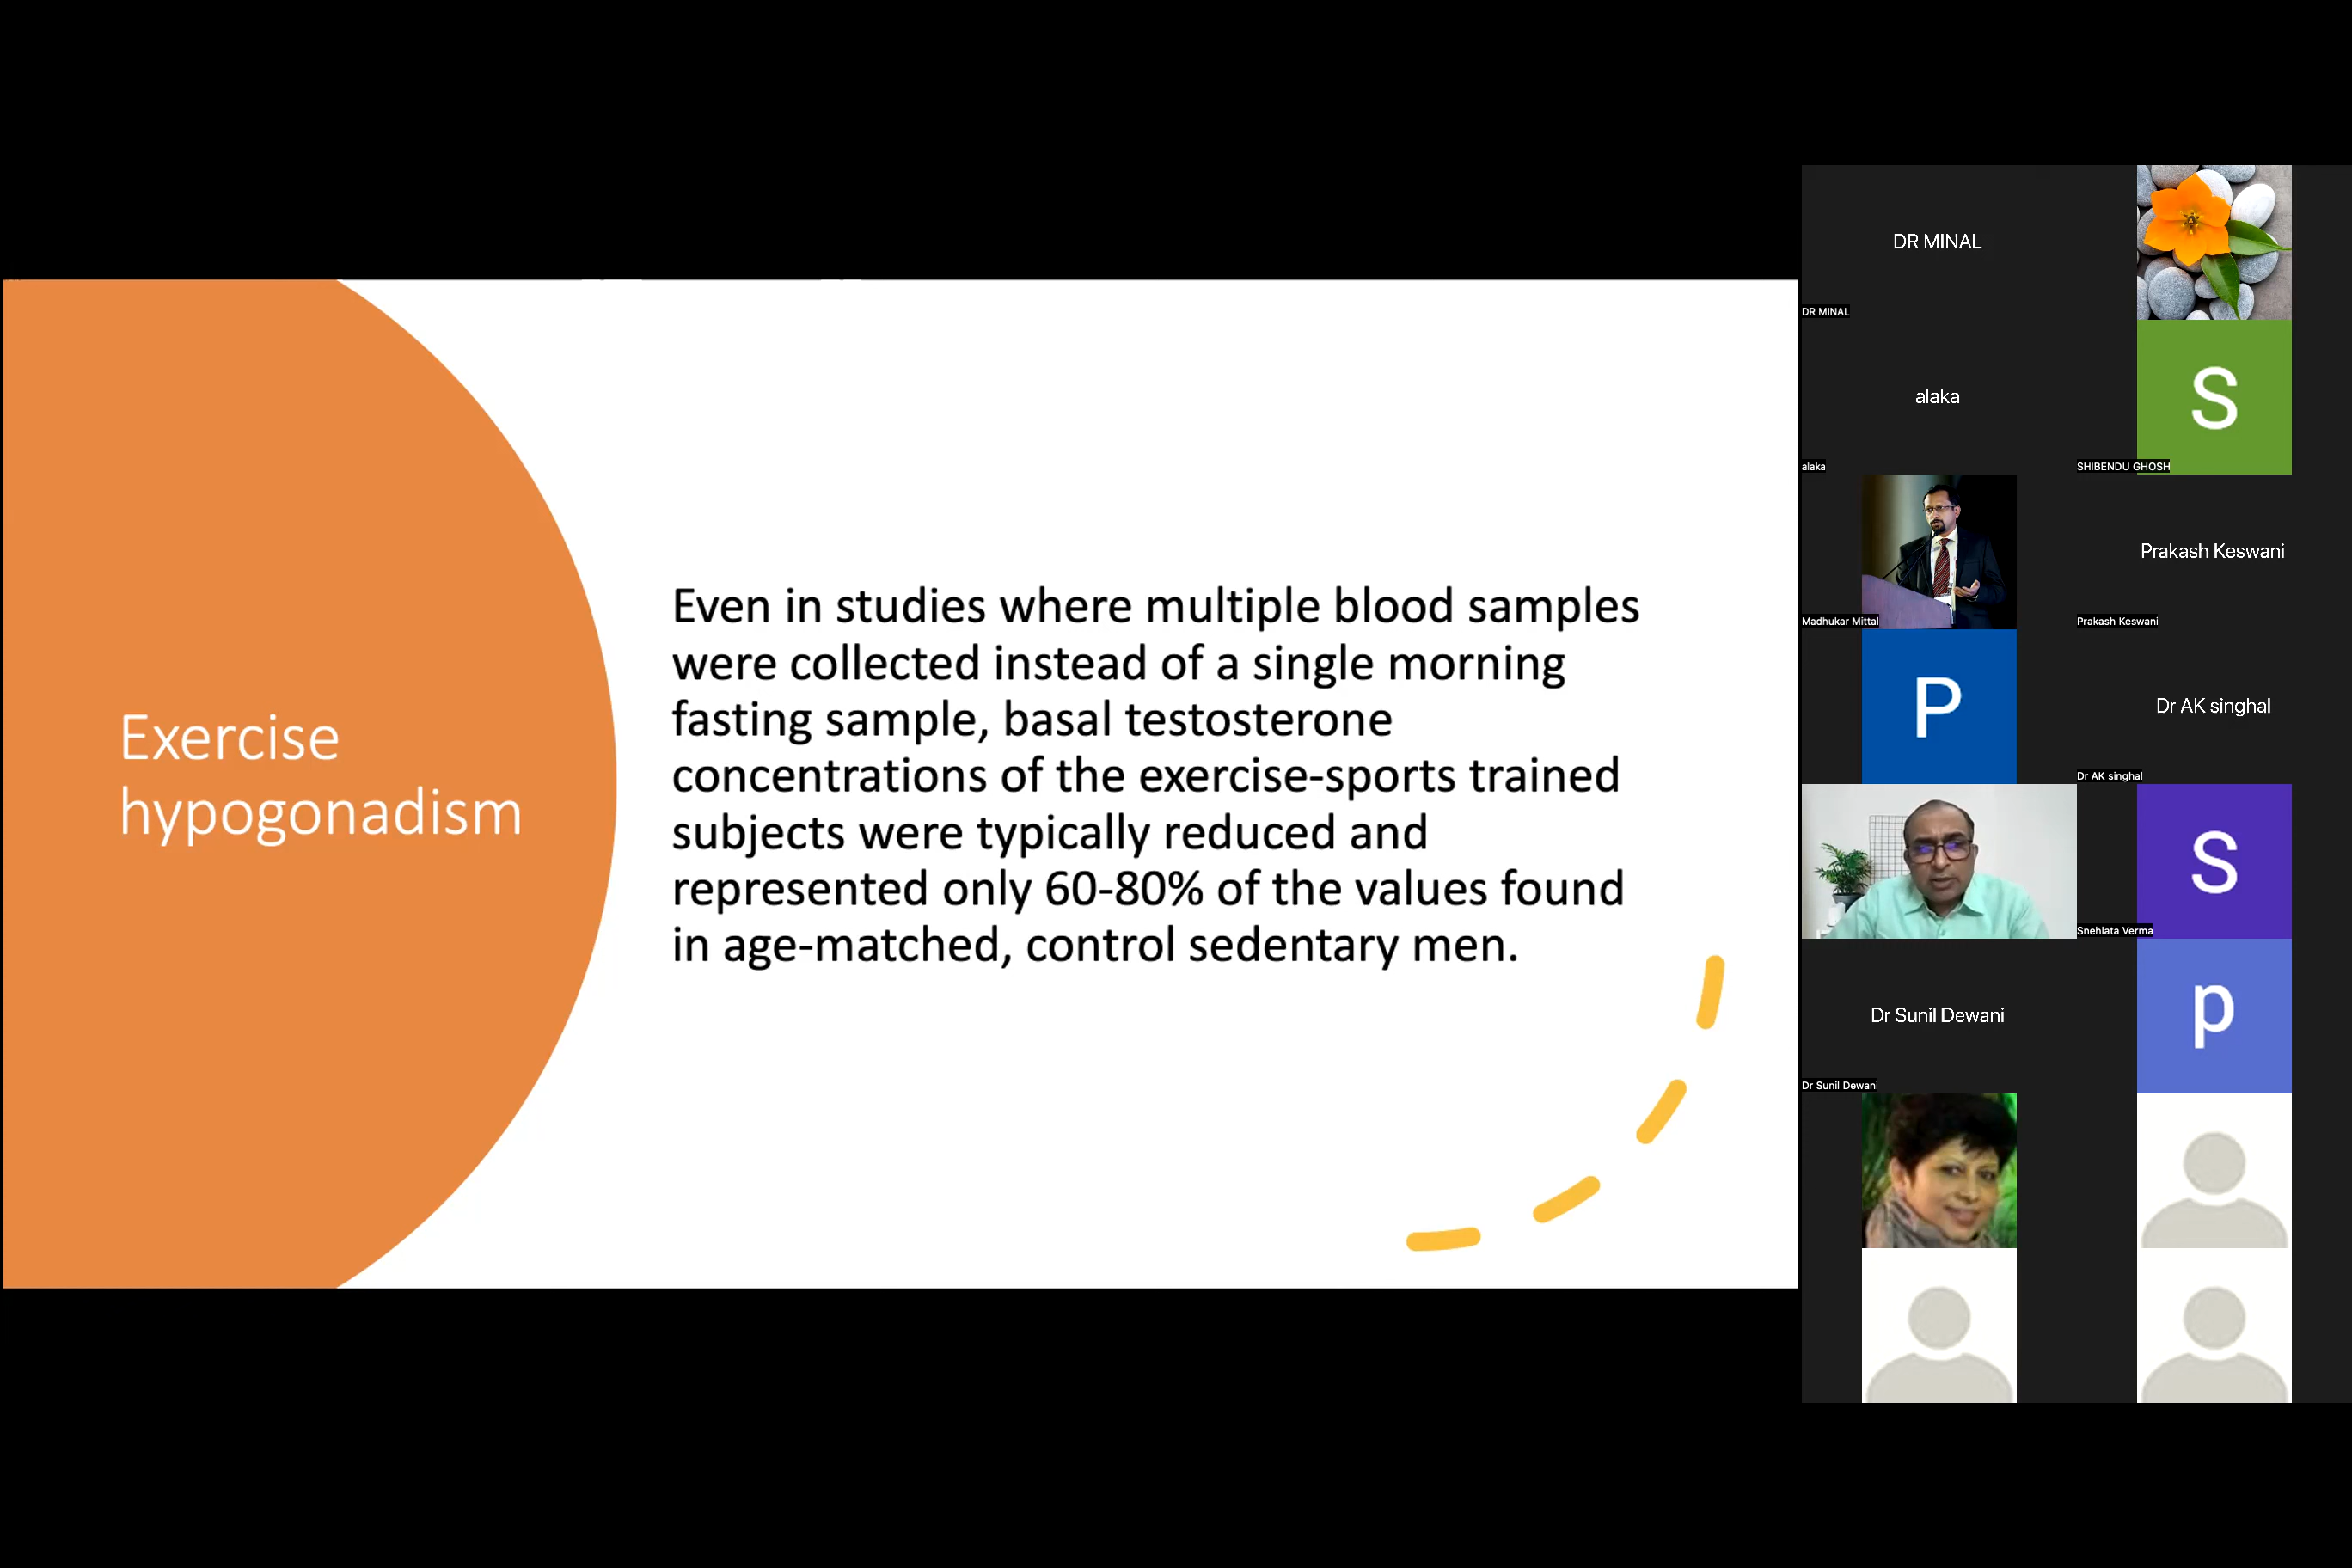 Exercise
hypogonadism
Even in studies where multiple blood samples
were collected instead of a single morning
fasting sample, basal testosterone
concentrations of the exercise-sports trained
subjects were typically reduced and
represented only 60-80% of the values found
in age-matched, control sedentary men.
DR MINAL
DR MINAL
alaka
alaka
S
SHIBENDU GHOSH
Madhukar Mittal
Prakash Keswani
Prakash Keswani
P
Dr AK singhal
Dr AK singhal
S
Snehlata Verma
Dr Sunil Dewani
Dr Sunil Dewani
p